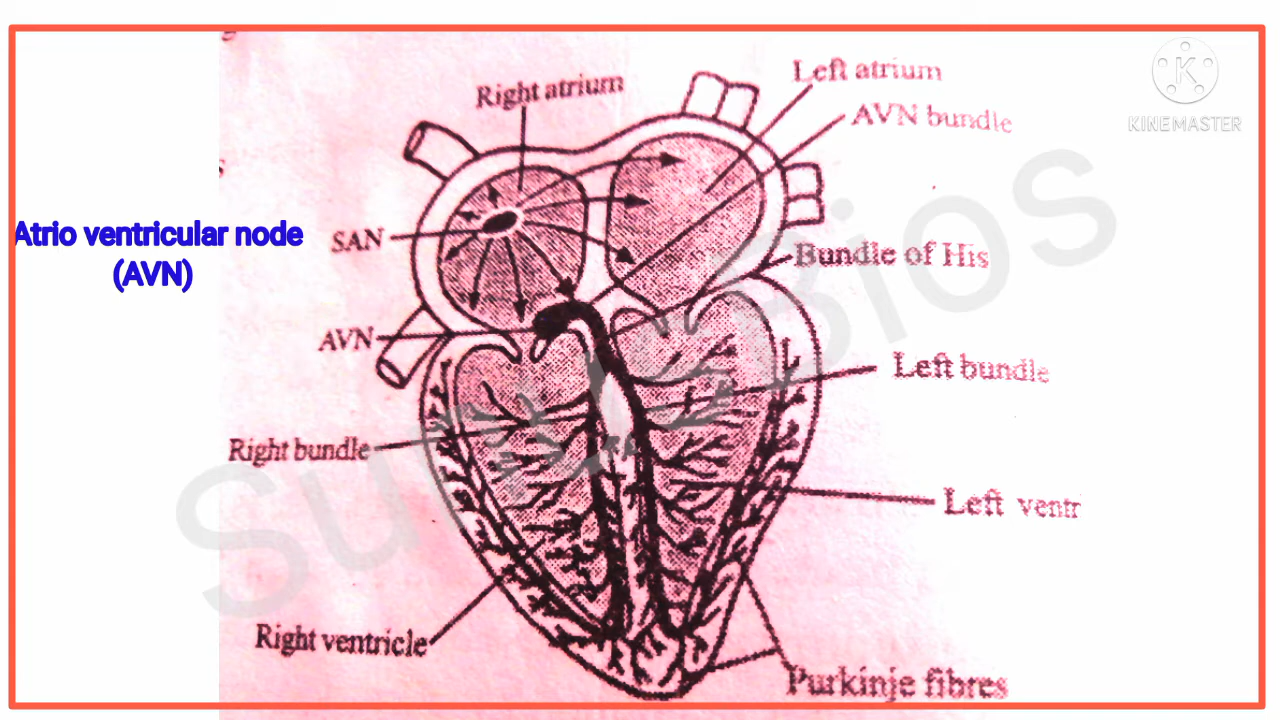 Right atrium
Left atrium
AVN bundle
KINEMASTER
Atrio ventricular node
(AVN)
SAN
Bundle of His
AVN
Left bundle
Right bundle
Left ventr
Right ventricle
Purkinje fibres